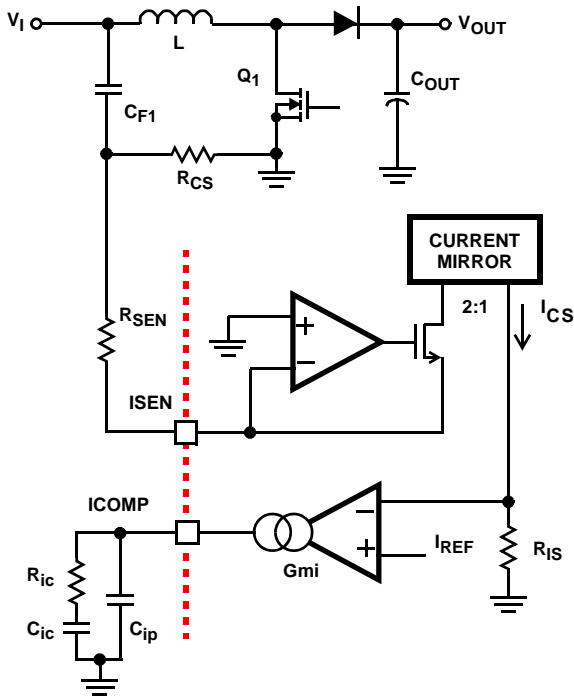 VI
L
VOUT
Q1
COUT
CF1
RCS
CURRENT
MIRROR
2:1
ICS
RSEN
ISEN
ICOMP
IREF
RIS
Gmi
Ric
Cic
Cip